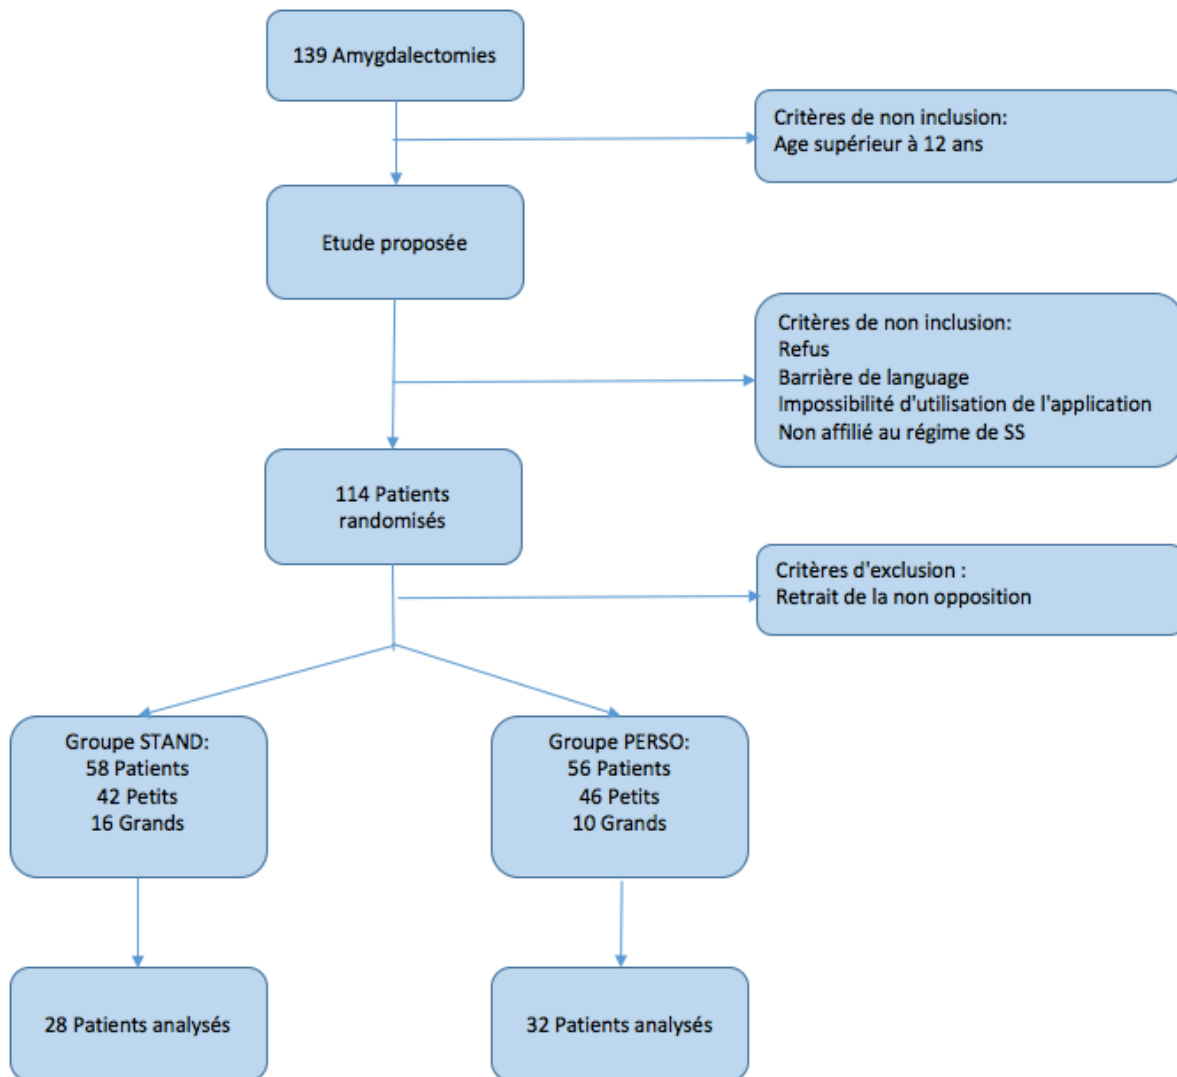 139 Amygdalectomies
Critères de non inclusion:
Age supérieur à 12 ans
Etude proposée
Critères de non inclusion:
Refus
Barrière de language
Impossibilité d'utilisation de l'application
Non affilié au régime de SS
114 Patients
randomisés
Critères d'exclusion :
Retrait de la non opposition
Groupe STAND:
58 Patients
42 Petits
16 Grands
Groupe PERSO:
56 Patients
46 Petits
10 Grands
28 Patients analysés
32 Patients analysés